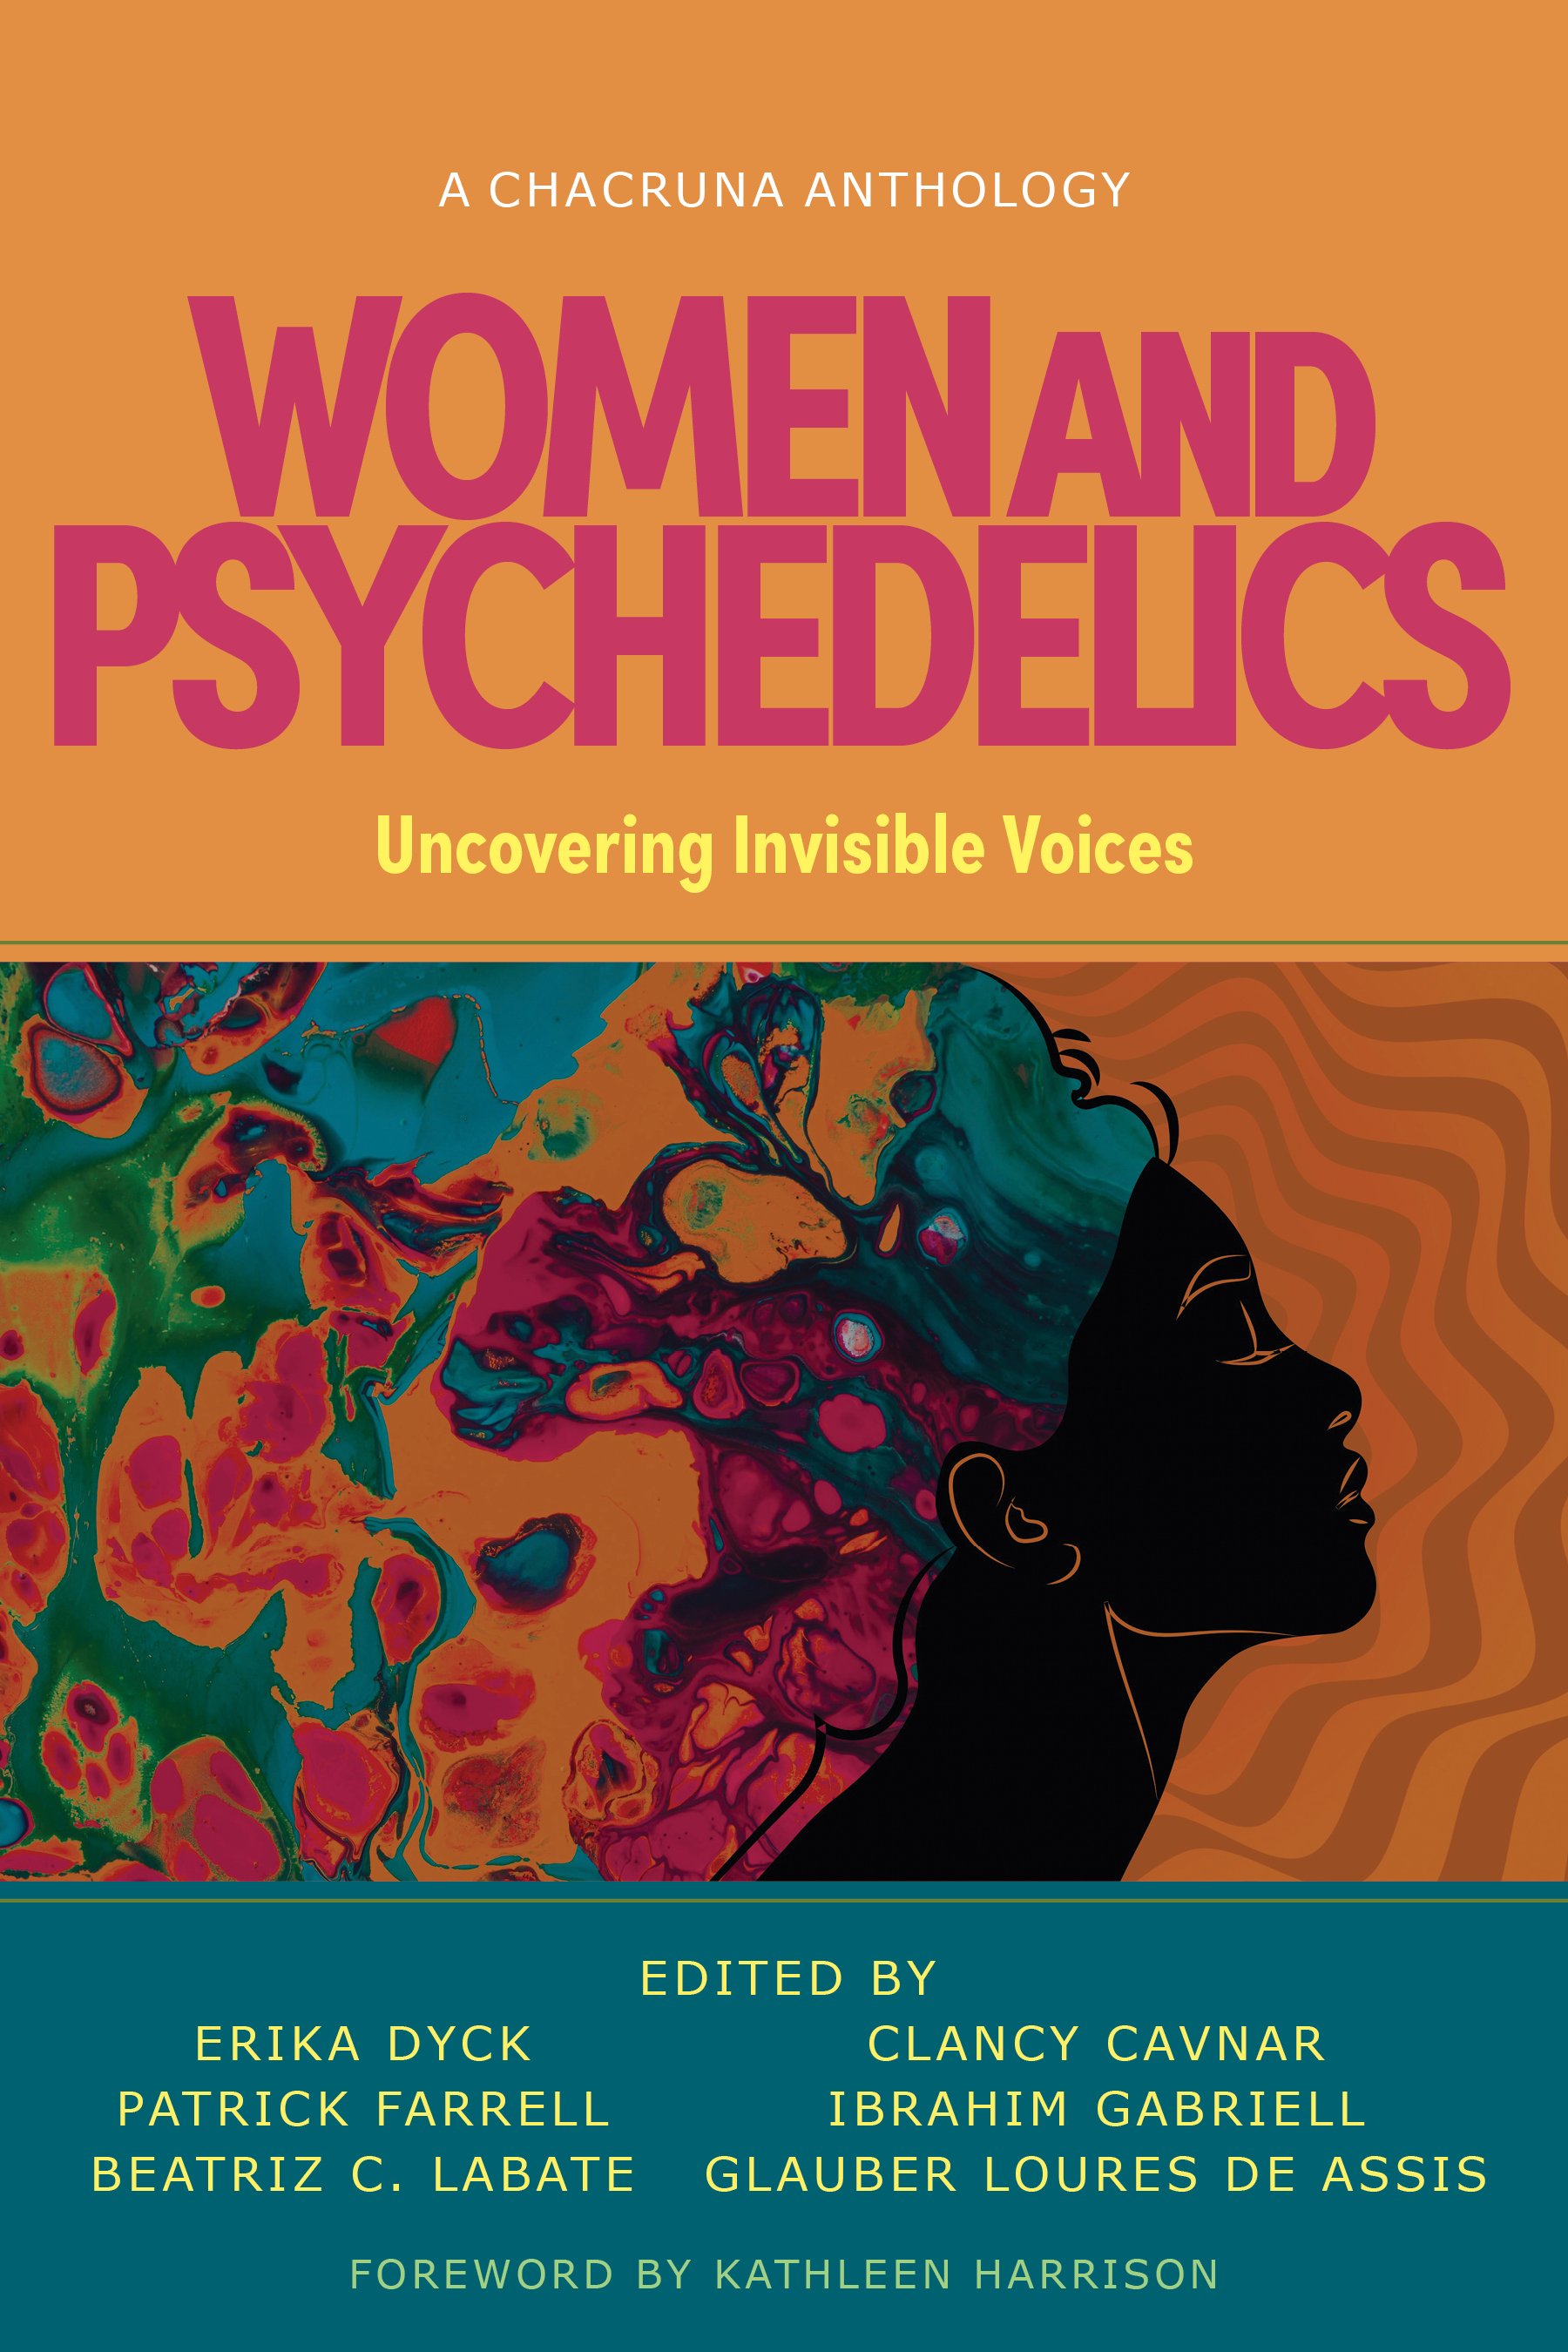 A CHACRUNA ANTHOLOGY
WOMEN AND
PSYCHEDELICS
Uncovering Invisible Voices
EDITED BY
ERIKA DYCK
CLANCY CAVNAR
PATRICK FARRELL
IBRAHIM GABRIELL
BEATRIZ C. LABATE
GLAUBER LOURES DE ASSIS
FOREWORD BY KATHLEEN HARRISON